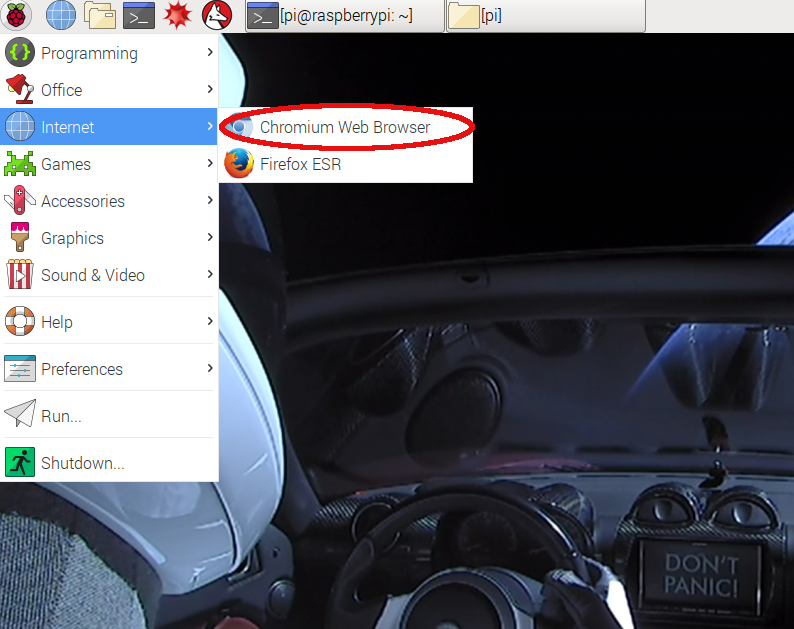 [pi@raspberrypi: ~]
[pi]
Programming
Office
Internet
Chromium Web Browser
Firefox ESR
Games
Accessories
Graphics
Sound & Video
Help
Preferences
Run...
Shutdown...
DON'T
PANIC!